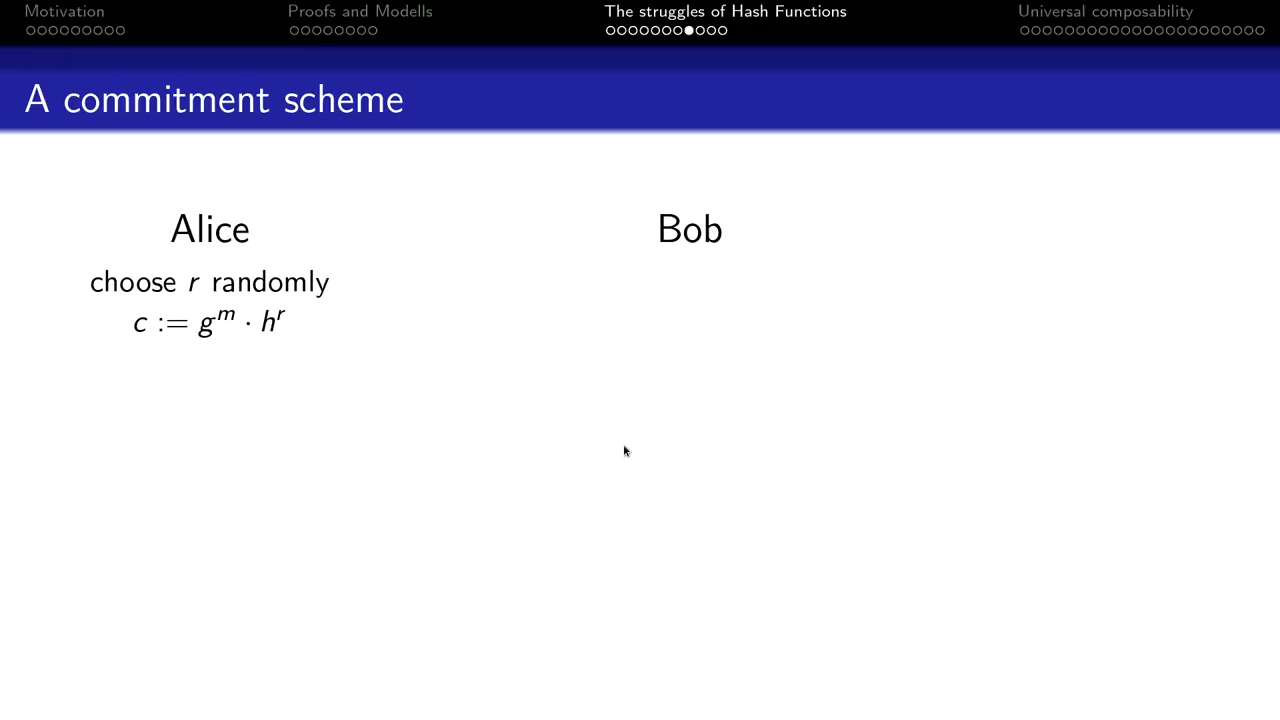 Motivation
Proofs and Modells
The struggles of Hash Functions
Universal composability
A commitment scheme
Alice
Bob
choose r randomly
c := g^m · h^r